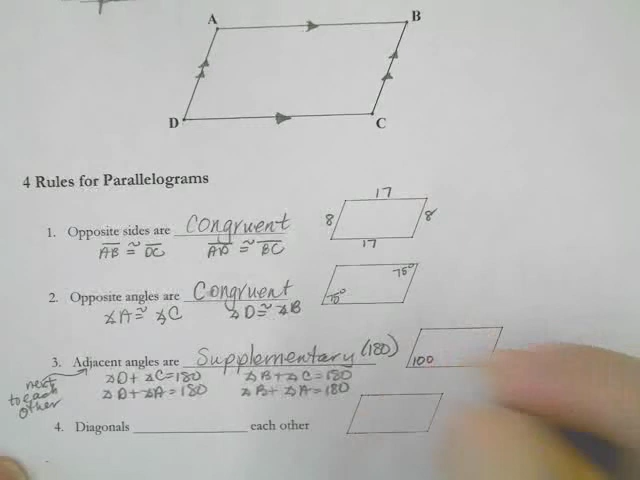 A
B
D
C
4 Rules for Parallelograms
17
1. Opposite sides are Congruent
8
8
AB ≅ DC AD ≅ BC
17
75°
2. Opposite angles are Congruent
75°
∡A ≅ ∡C ∡D ≅ ∡B
3. Adjacent angles are Supplementary (180)
100
next to each other
∡D + ∡C = 180 ∡B + ∡C = 180
∡D + ∡A = 180 ∡B + ∡A = 180
4. Diagonals ______________ each other